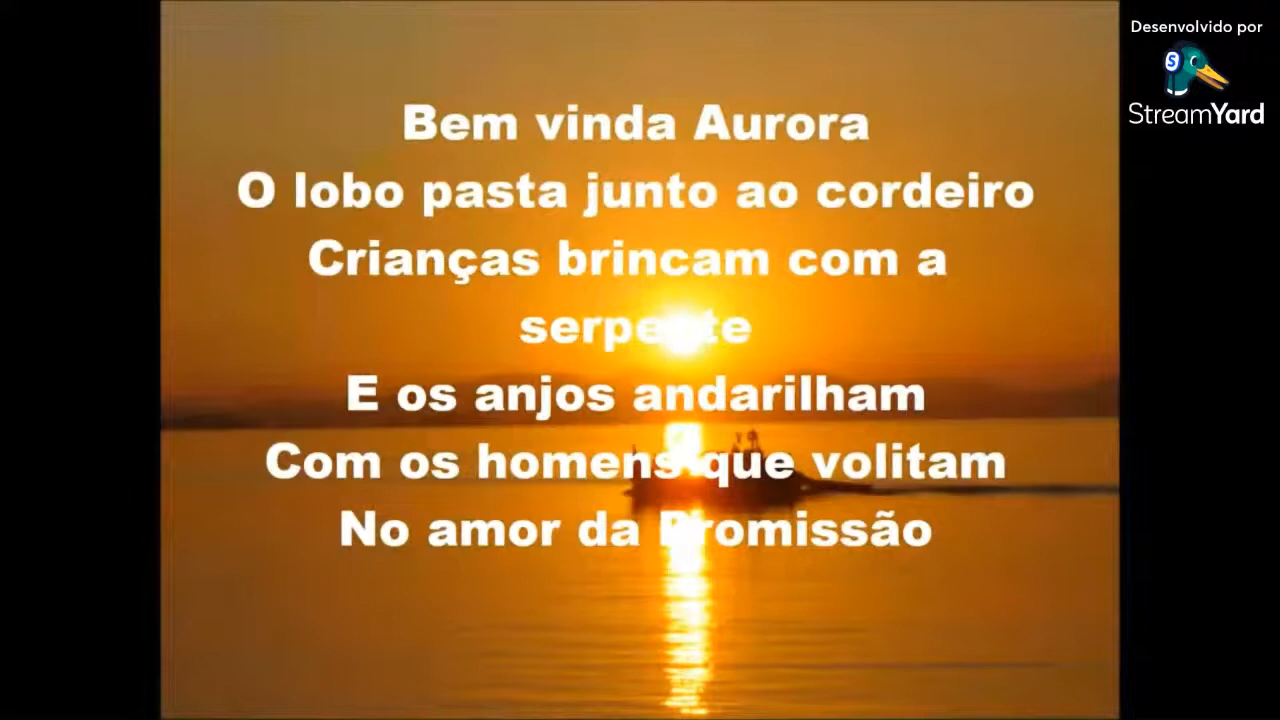 Desenvolvido por
StreamYard
Bem vinda Aurora
O lobo pasta junto ao cordeiro
Crianças brincam com a
serpente
E os anjos andarilham
Com os homens que volitam
No amor da Promissão